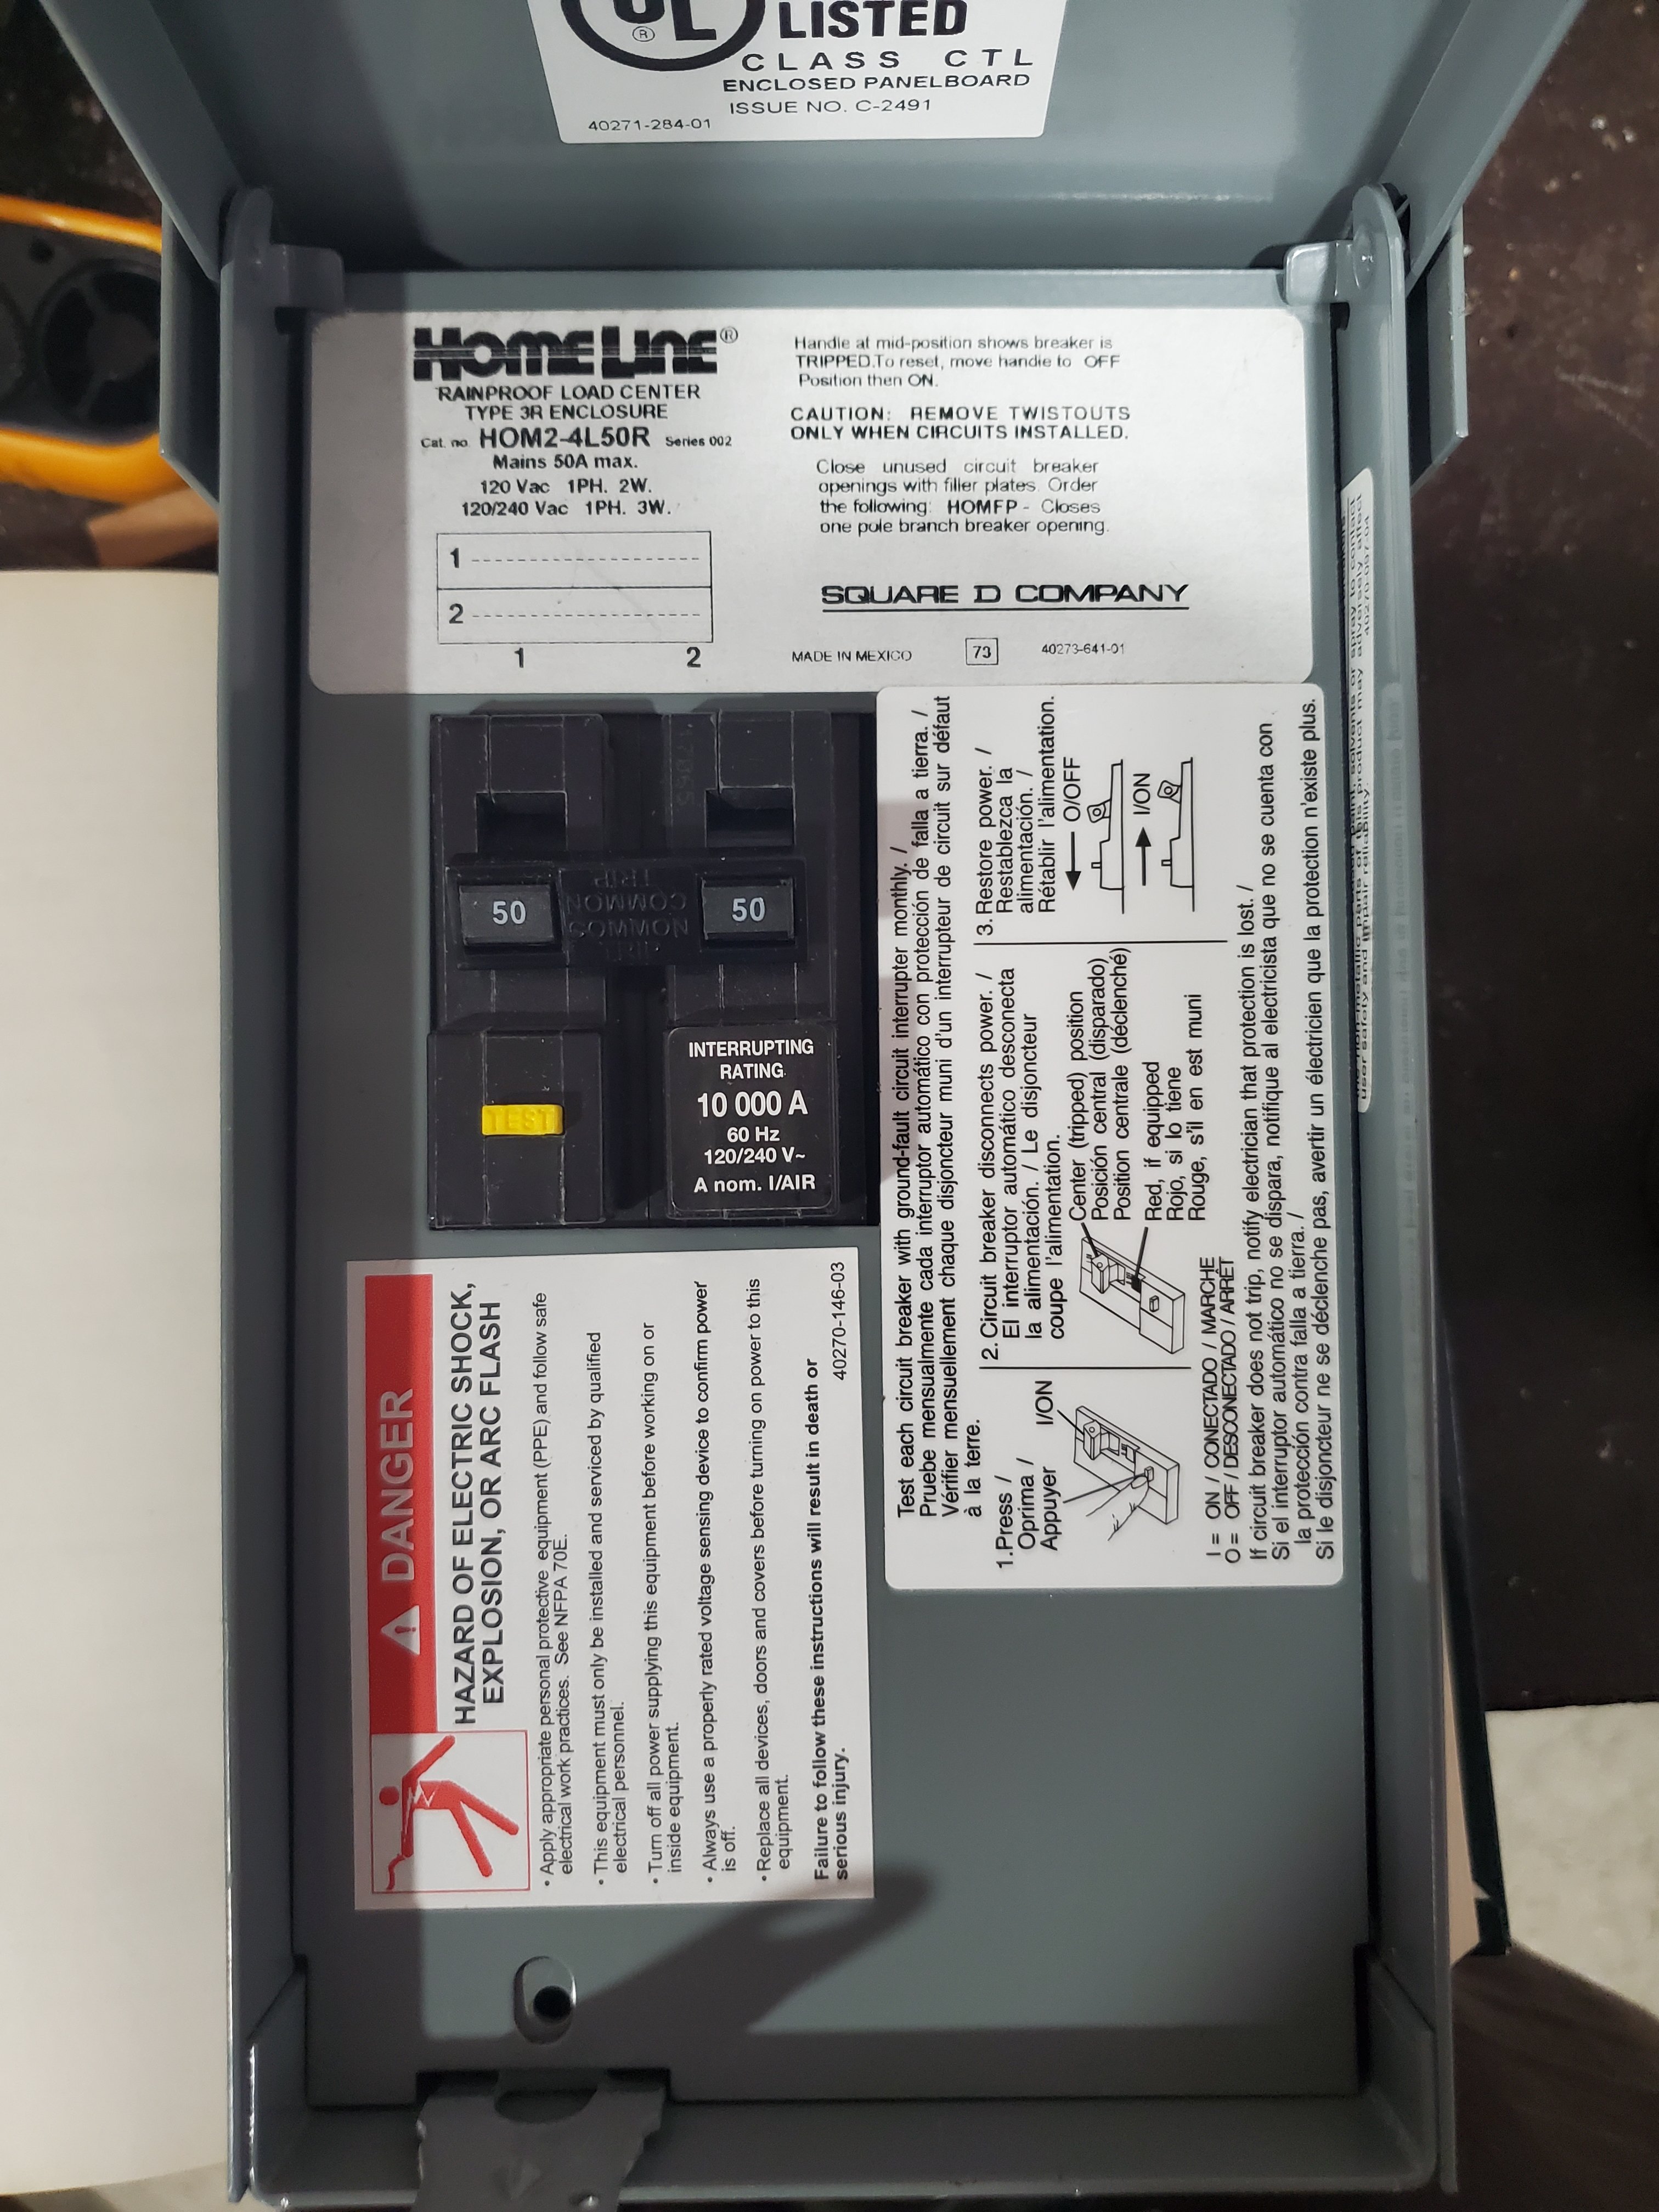 UL
®
LISTED
CLASS CTL
ENCLOSED PANELBOARD
ISSUE NO. C-2491
40271-284-01
HOMELINE®
RAINPROOF LOAD CENTER
TYPE 3R ENCLOSURE
Cat. no. HOM2-4L50R Series 002
Mains 50A max.
120 Vac 1PH. 2W.
120/240 Vac 1PH. 3W.
1
2
1 2
Handle at mid-position shows breaker is
TRIPPED.To reset, move handle to OFF
Position then ON.
CAUTION: REMOVE TWISTOUTS
ONLY WHEN CIRCUITS INSTALLED.
Close unused circuit breaker
openings with filler plates. Order
the following: HOMFP - Closes
one pole branch breaker opening.
SQUARE D COMPANY
MADE IN MEXICO 73 40273-641-01
50 50
COMMON
TRIP
COMMON
TRIP
TEST
INTERRUPTING
RATING
10 000 A
60 Hz
120/240 V~
A nom. I/AIR
DANGER
HAZARD OF ELECTRIC SHOCK,
EXPLOSION, OR ARC FLASH
• Apply appropriate personal protective equipment (PPE) and follow safe
electrical work practices. See NFPA 70E.
• This equipment must only be installed and serviced by qualified
electrical personnel.
• Turn off all power supplying this equipment before working on or
inside equipment.
• Always use a properly rated voltage sensing device to confirm power
is off.
• Replace all devices, doors and covers before turning on power to this
equipment.
Failure to follow these instructions will result in death or
serious injury.
40270-146-03
Test each circuit breaker with ground-fault circuit interrupter monthly. /
Pruebe mensualmente cada interruptor automático con protección de falla a tierra. /
Vérifier mensuellement chaque disjoncteur muni d'un interrupteur de circuit sur défaut
à la terre.
1.Press /
Oprima /
Appuyer
I/ON
2. Circuit breaker disconnects power. /
El interruptor automático desconecta
la alimentación. / Le disjoncteur
coupe l'alimentation.
Center (tripped) position
Posición central (disparado)
Position centrale (déclenché)
Red, if equipped
Rojo, si lo tiene
Rouge, s'il en est muni
3. Restore power. /
Restablezca la
alimentación. /
Rétablir l'alimentation.
O/OFF
I/ON
I = ON / CONECTADO / MARCHE
O = OFF / DESCONECTADO / ARRÊT
If circuit breaker does not trip, notify electrician that protection is lost. /
Si el interruptor automático no se dispara, notifique al electricista que no se cuenta con
la protección contra falla a tierra. /
Si le disjoncteur ne se déclenche pas, avertir un électricien que la protection n'existe plus.
solvents or spray to contact
product may adversely affect
user safety and impair reliability.